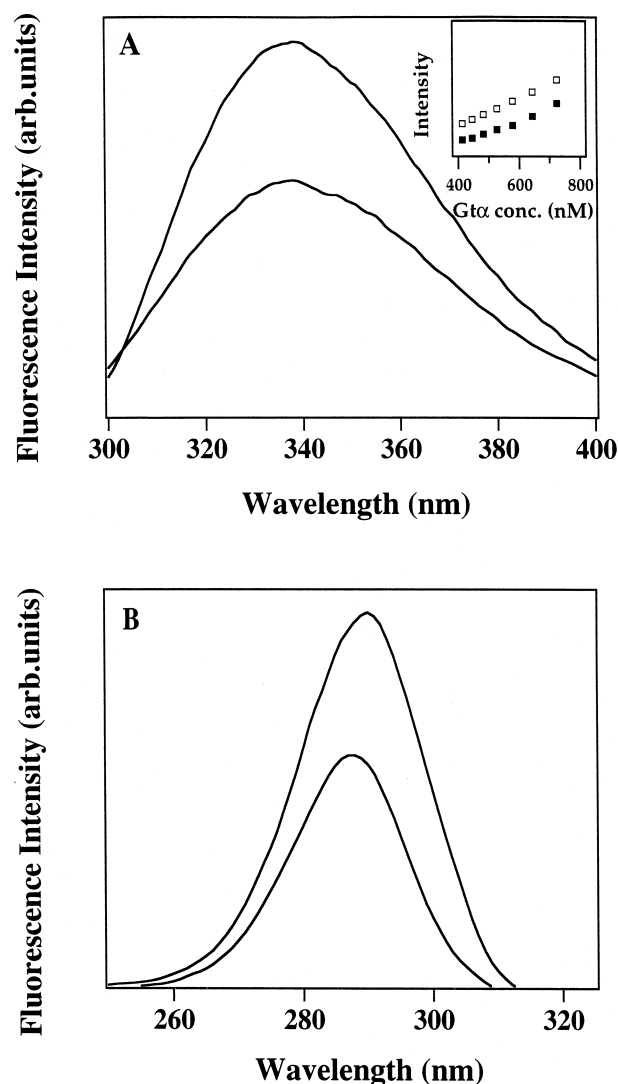 A
Fluorescence Intensity (arb.units)
Intensity
400 600 800
Gtα conc. (nM)
300 320 340 360 380 400
Wavelength (nm)
B
Fluorescence Intensity (arb.units)
260 280 300 320
Wavelength (nm)